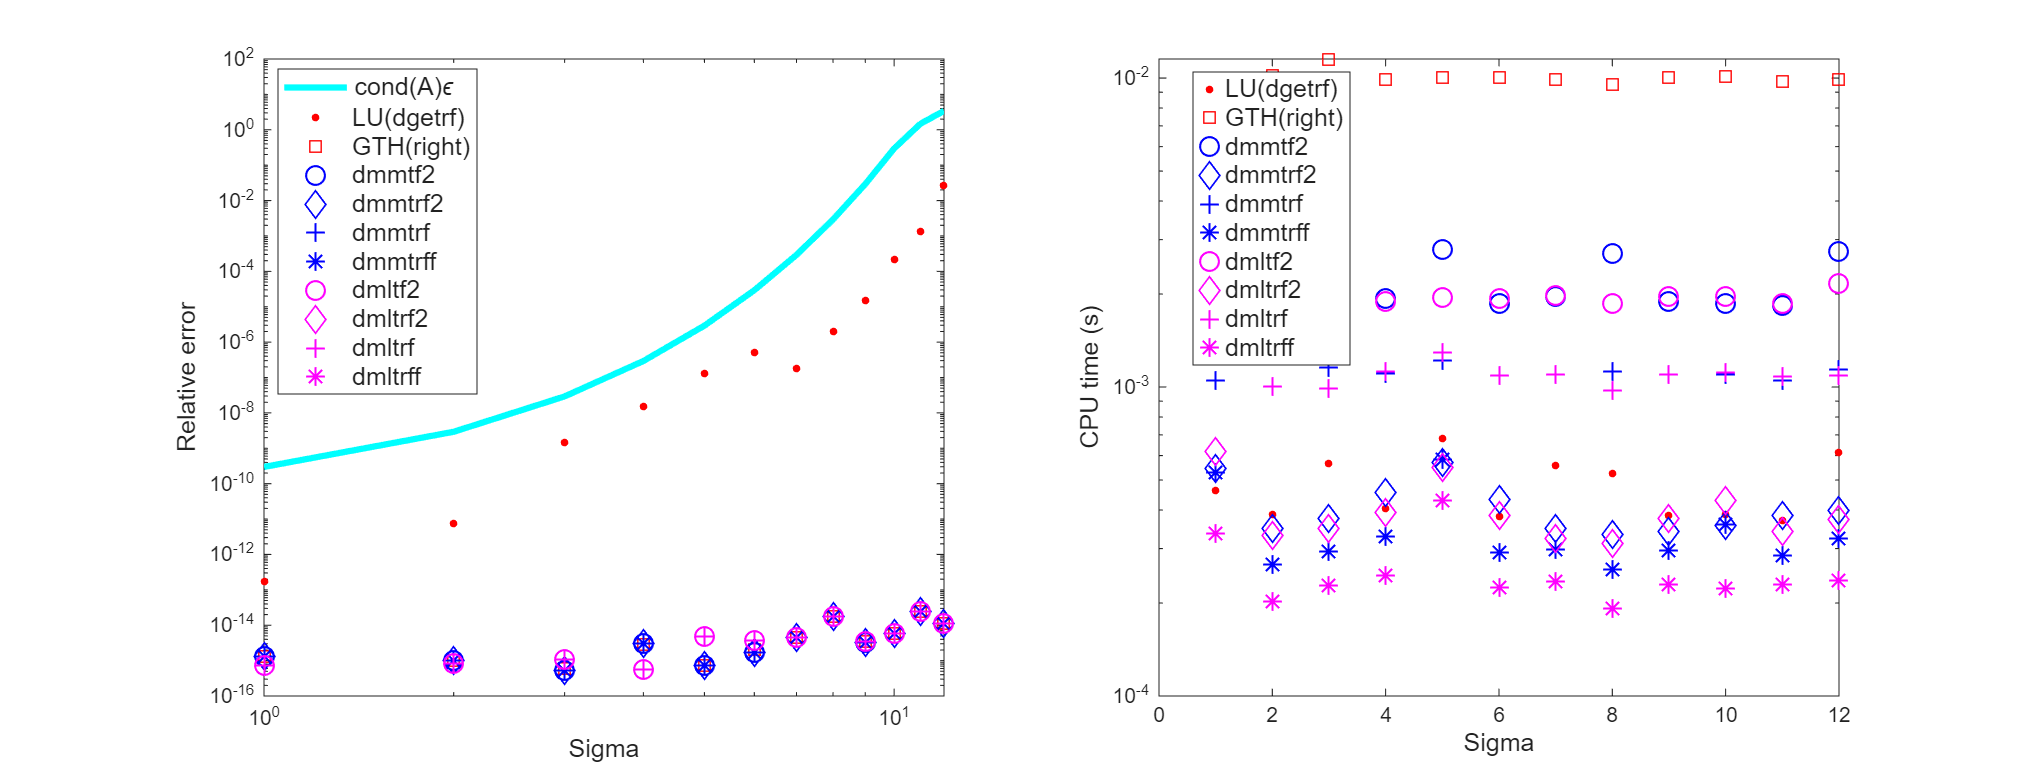 10^2
10^0
10^-2
10^-4
10^-6
10^-8
10^-10
10^-12
10^-14
10^-16
Relative error
cond(A)ϵ
LU(dgetrf)
GTH(right)
dmmtf2
dmmtrf2
dmmtrf
dmmtrff
dmltf2
dmltrf2
dmltrf
dmltrff
10^0
10^1
Sigma
10^-2
10^-3
10^-4
CPU time (s)
LU(dgetrf)
GTH(right)
dmmtf2
dmmtrf2
dmmtrf
dmmtrff
dmltf2
dmltrf2
dmltrf
dmltrff
0 2 4 6 8 10 12
Sigma